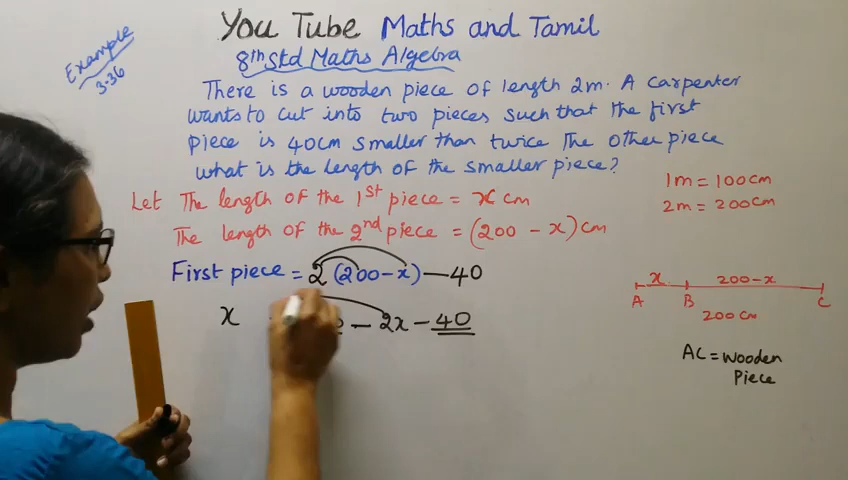 You Tube Maths and Tamil
8th Std Maths Algebra
Example
3.36
There is a wooden piece of length 2m. A carpenter
wants to cut into two pieces such that the first
piece is 40cm smaller than twice the other piece
what is the length of the smaller piece?
Let The length of the 1st piece = x cm
The length of the 2nd piece = (200 - x) cm
First piece = 2 (200 - x) - 40
x - 2x - 40
1m = 100cm
2m = 200cm
x 200-x
A B C
200 cm
AC = Wooden
Piece